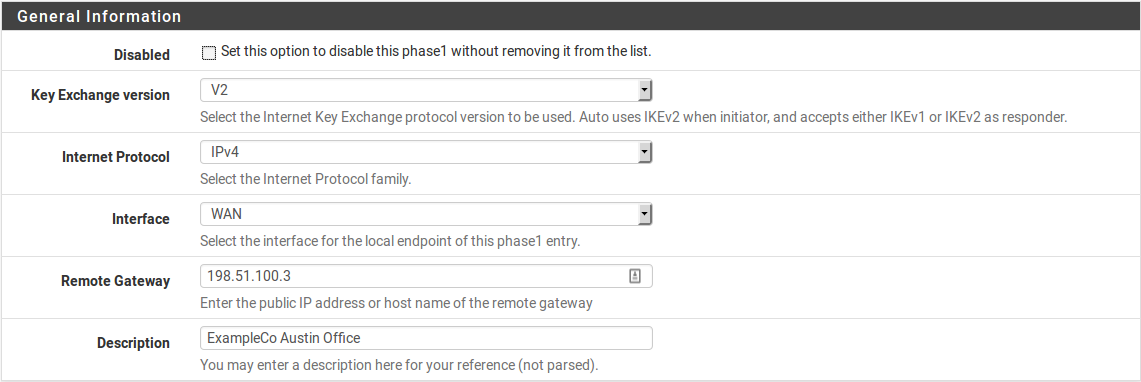 General Information
Disabled Set this option to disable this phase1 without removing it from the list.
Key Exchange version V2
Select the Internet Key Exchange protocol version to be used. Auto uses IKEv2 when initiator, and accepts either IKEv1 or IKEv2 as responder.
Internet Protocol IPv4
Select the Internet Protocol family.
Interface WAN
Select the interface for the local endpoint of this phase1 entry.
Remote Gateway 198.51.100.3
Enter the public IP address or host name of the remote gateway
Description ExampleCo Austin Office
You may enter a description here for your reference (not parsed).